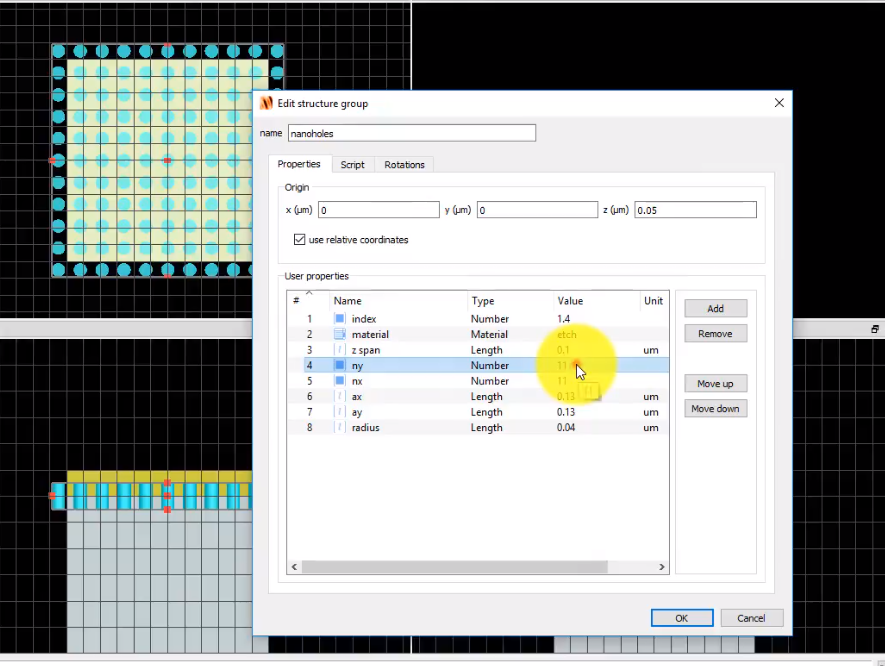 Edit structure group
name nanoholes
Properties Script Rotations
Origin
x (µm) 0 y (µm) 0 z (µm) 0.05
use relative coordinates
User properties
# Name Type Value Unit
1 index Number 1.4
2 material Material etch
3 z span Length 0.1 um
4 ny Number 11
5 nx Number 11
6 ax Length 0.13 um
7 ay Length 0.13 um
8 radius Length 0.04 um
Add
Remove
Move up
Move down
OK Cancel